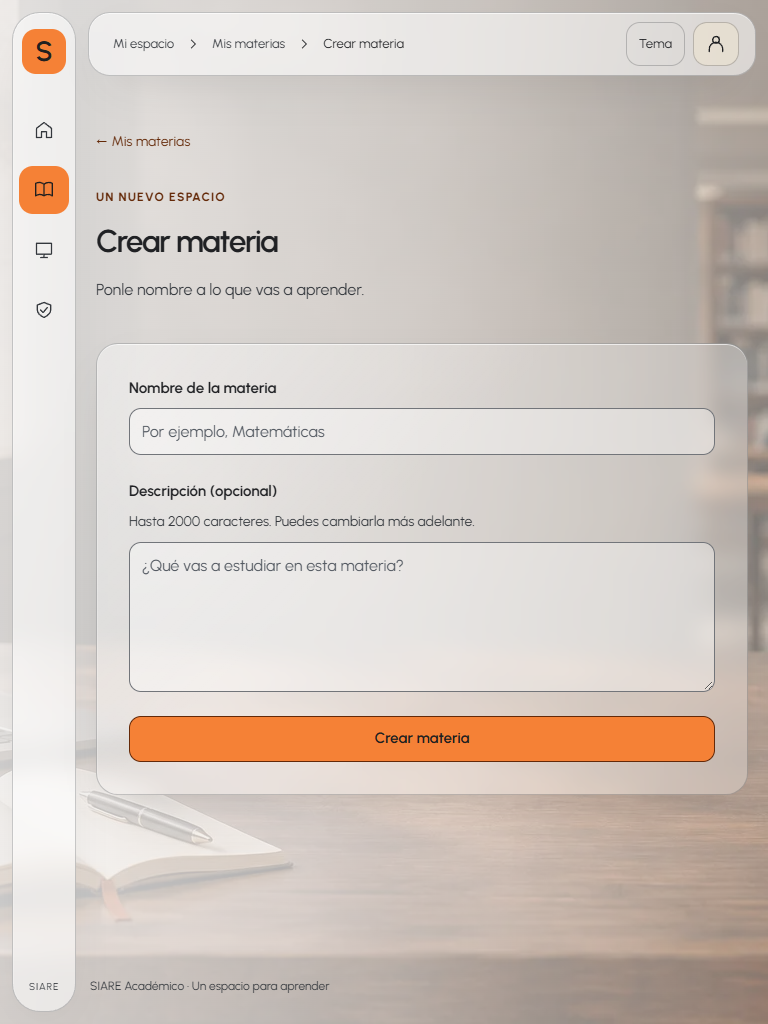 S
Mi espacio > Mis materias > Crear materia
Tema
← Mis materias
UN NUEVO ESPACIO
Crear materia
Ponle nombre a lo que vas a aprender.
Nombre de la materia
Por ejemplo, Matemáticas
Descripción (opcional)
Hasta 2000 caracteres. Puedes cambiarla más adelante.
¿Qué vas a estudiar en esta materia?
Crear materia
SIARE
SIARE Académico · Un espacio para aprender